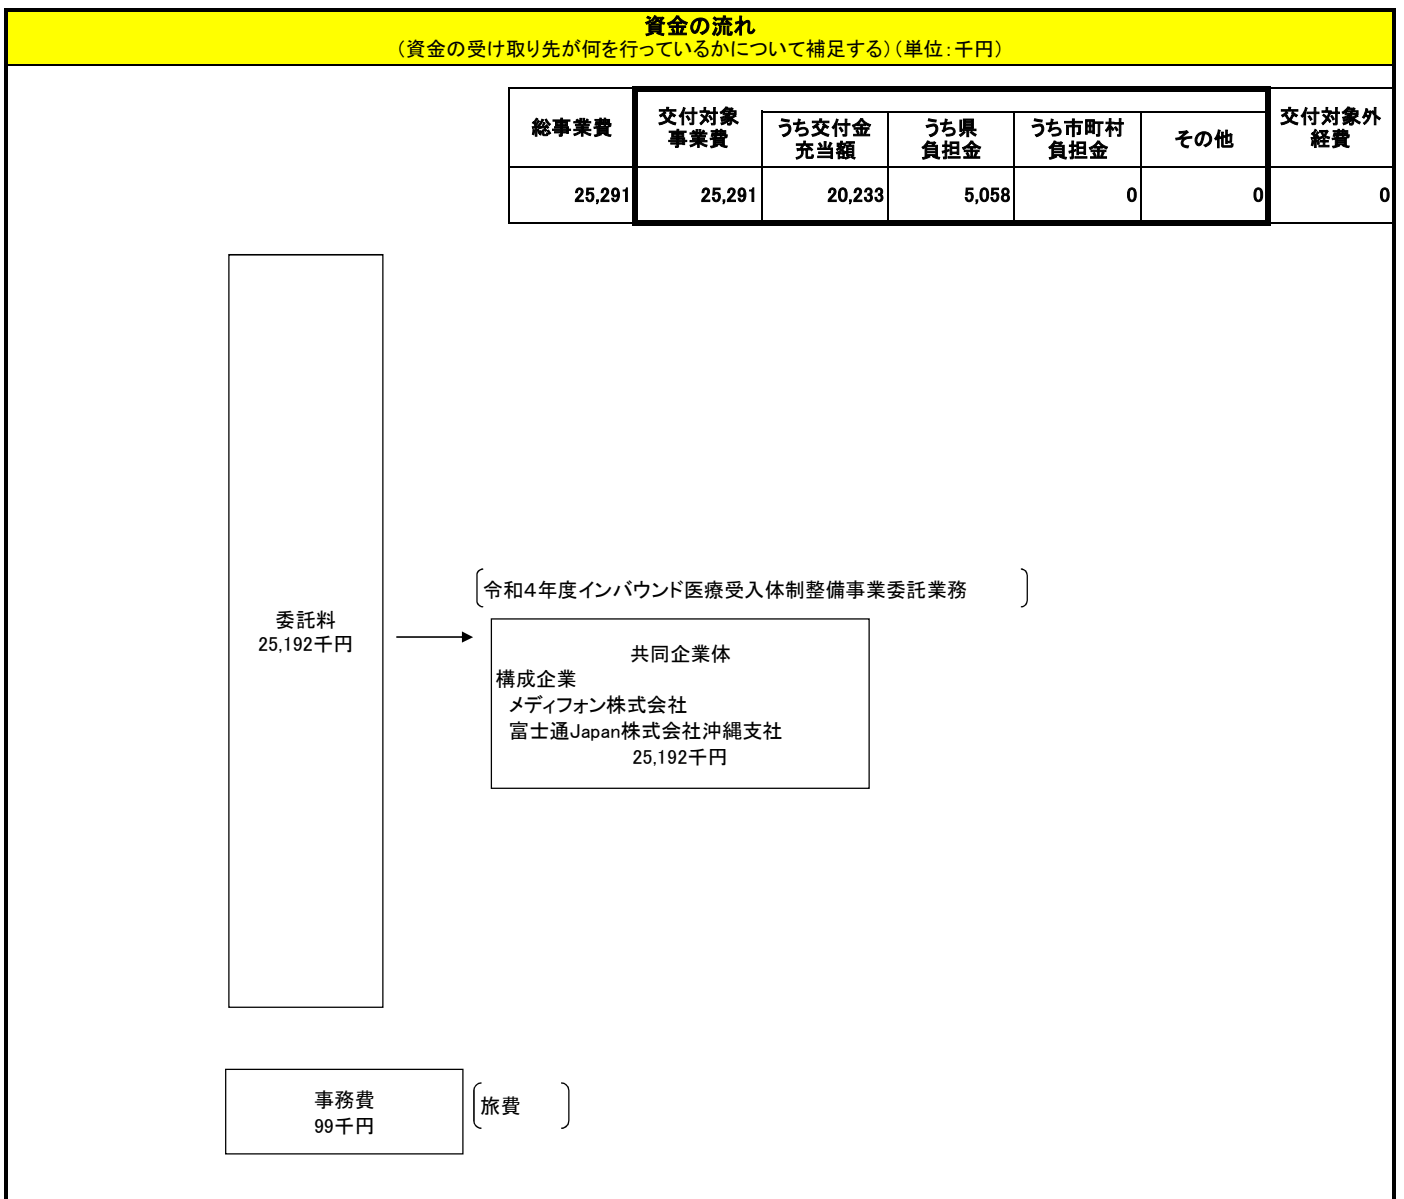 資金の流れ
（資金の受け取り先が何を行っているかについて補足する）（単位：千円）
総事業費
交付対象
事業費
うち交付金
充当額
うち県
負担金
うち市町村
負担金
その他
交付対象外
経費
25,291 25,291 20,233 5,058 0 0 0
令和４年度インバウンド医療受入体制整備事業委託業務
委託料
25,192千円
共同企業体
構成企業
メディフォン株式会社
富士通Japan株式会社沖縄支社
25,192千円
事務費
99千円
旅費